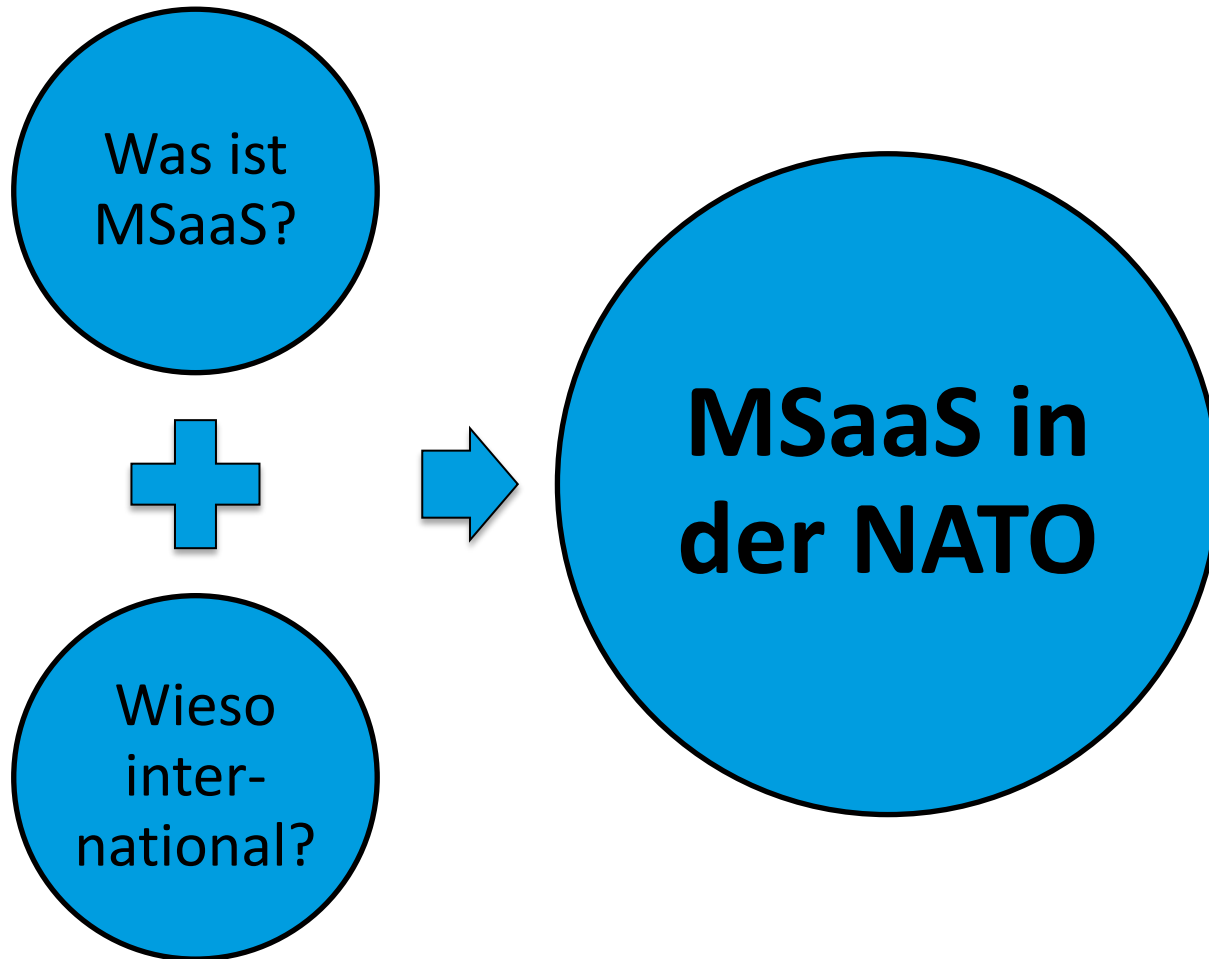 Was ist
MSaaS?
Wieso
inter-
national?
MSaaS in
der NATO